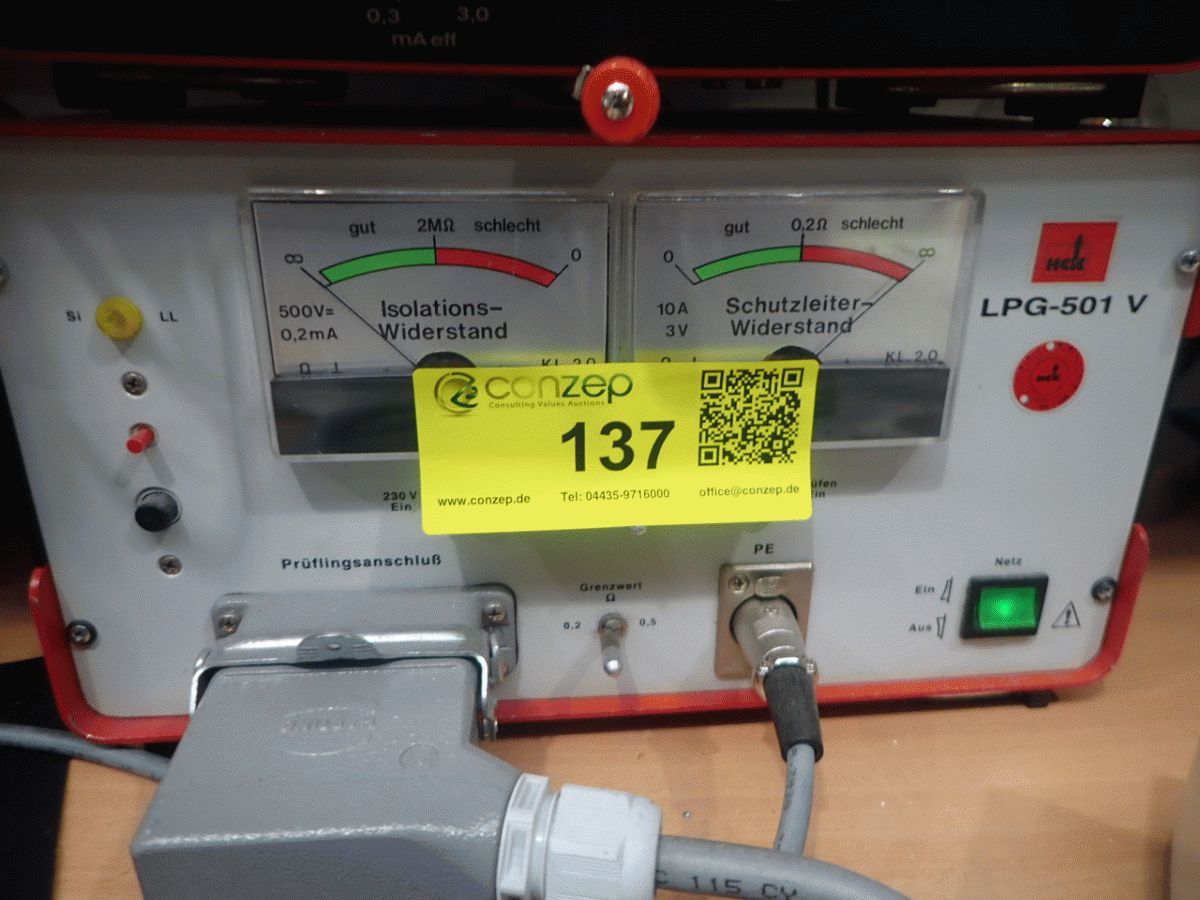 0,3 3,0
mA eff
gut 2MΩ schlecht
∞ 0
500V=
0,2mA
Isolations-
Widerstand
Ω ⊥
KL 2.0
gut 0.2Ω schlecht
0 ∞
10A
3V
Schutzleiter-
Widerstand
KL. 2.0
HCK
LPG-501 V
HCK
Si LL
conzep
Consulting Values Auctions
137
www.conzep.de Tel: 04435-9716000 office@conzep.de
230 V
Ein
Prüflingsanschluß
Grenzwert
Ω
0,2 0,5
PE
Netz
Ein
Aus
HARTING
C 115 CY